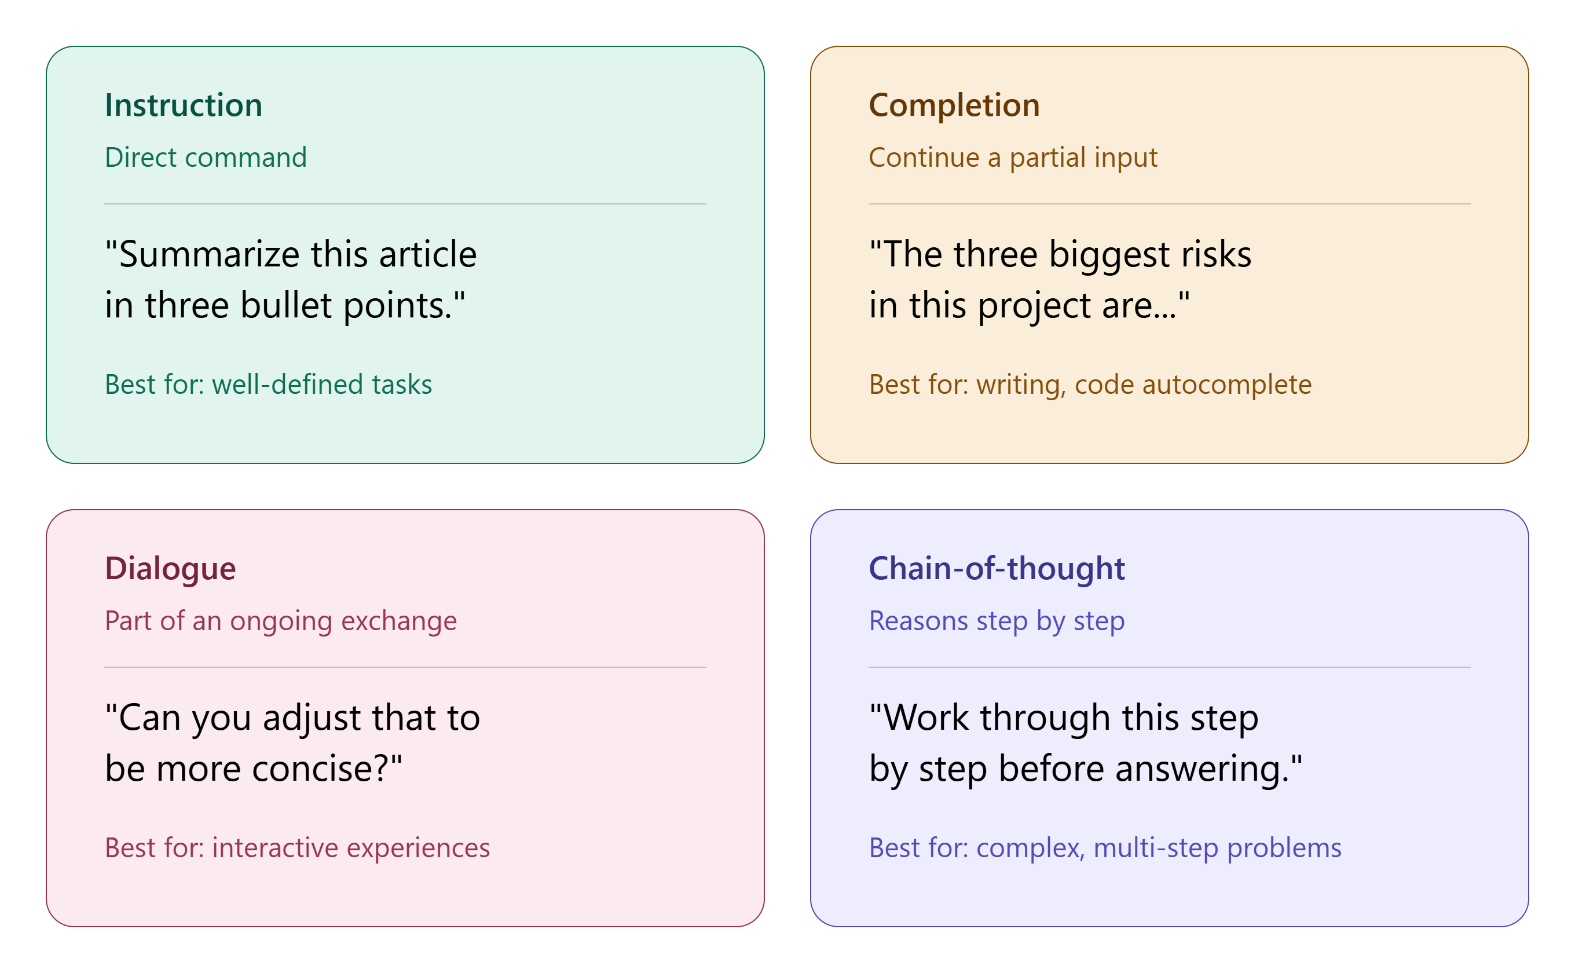 Instruction
Direct command
"Summarize this article
in three bullet points."
Best for: well-defined tasks
Completion
Continue a partial input
"The three biggest risks
in this project are..."
Best for: writing, code autocomplete
Dialogue
Part of an ongoing exchange
"Can you adjust that to
be more concise?"
Best for: interactive experiences
Chain-of-thought
Reasons step by step
"Work through this step
by step before answering."
Best for: complex, multi-step problems